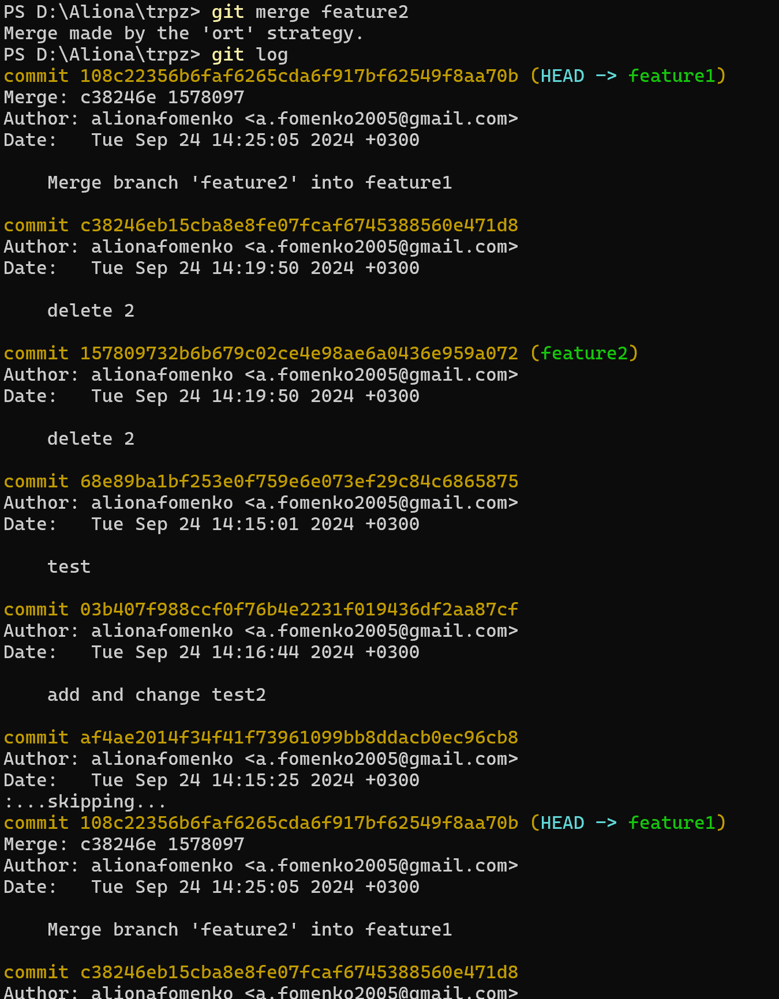 PS D:\Aliona\trpz> git merge feature2
Merge made by the 'ort' strategy.
PS D:\Aliona\trpz> git log
commit 108c22356b6faf6265cda6f917bf62549f8aa70b (HEAD -> feature1)
Merge: c38246e 1578097
Author: alionafomenko <a.fomenko2005@gmail.com>
Date:   Tue Sep 24 14:25:05 2024 +0300

    Merge branch 'feature2' into feature1

commit c38246eb15cba8e8fe07fcaf6745388560e471d8
Author: alionafomenko <a.fomenko2005@gmail.com>
Date:   Tue Sep 24 14:19:50 2024 +0300

    delete 2

commit 157809732b6b679c02ce4e98ae6a0436e959a072 (feature2)
Author: alionafomenko <a.fomenko2005@gmail.com>
Date:   Tue Sep 24 14:19:50 2024 +0300

    delete 2

commit 68e89ba1bf253e0f759e6e073ef29c84c6865875
Author: alionafomenko <a.fomenko2005@gmail.com>
Date:   Tue Sep 24 14:15:01 2024 +0300

    test

commit 03b407f988ccf0f76b4e2231f019436df2aa87cf
Author: alionafomenko <a.fomenko2005@gmail.com>
Date:   Tue Sep 24 14:16:44 2024 +0300

    add and change test2

commit af4ae2014f34f41f73961099bb8ddacb0ec96cb8
Author: alionafomenko <a.fomenko2005@gmail.com>
Date:   Tue Sep 24 14:15:25 2024 +0300
:...skipping...
commit 108c22356b6faf6265cda6f917bf62549f8aa70b (HEAD -> feature1)
Merge: c38246e 1578097
Author: alionafomenko <a.fomenko2005@gmail.com>
Date:   Tue Sep 24 14:25:05 2024 +0300

    Merge branch 'feature2' into feature1

commit c38246eb15cba8e8fe07fcaf6745388560e471d8
Author: alionafomenko <a.fomenko2005@gmail.com>